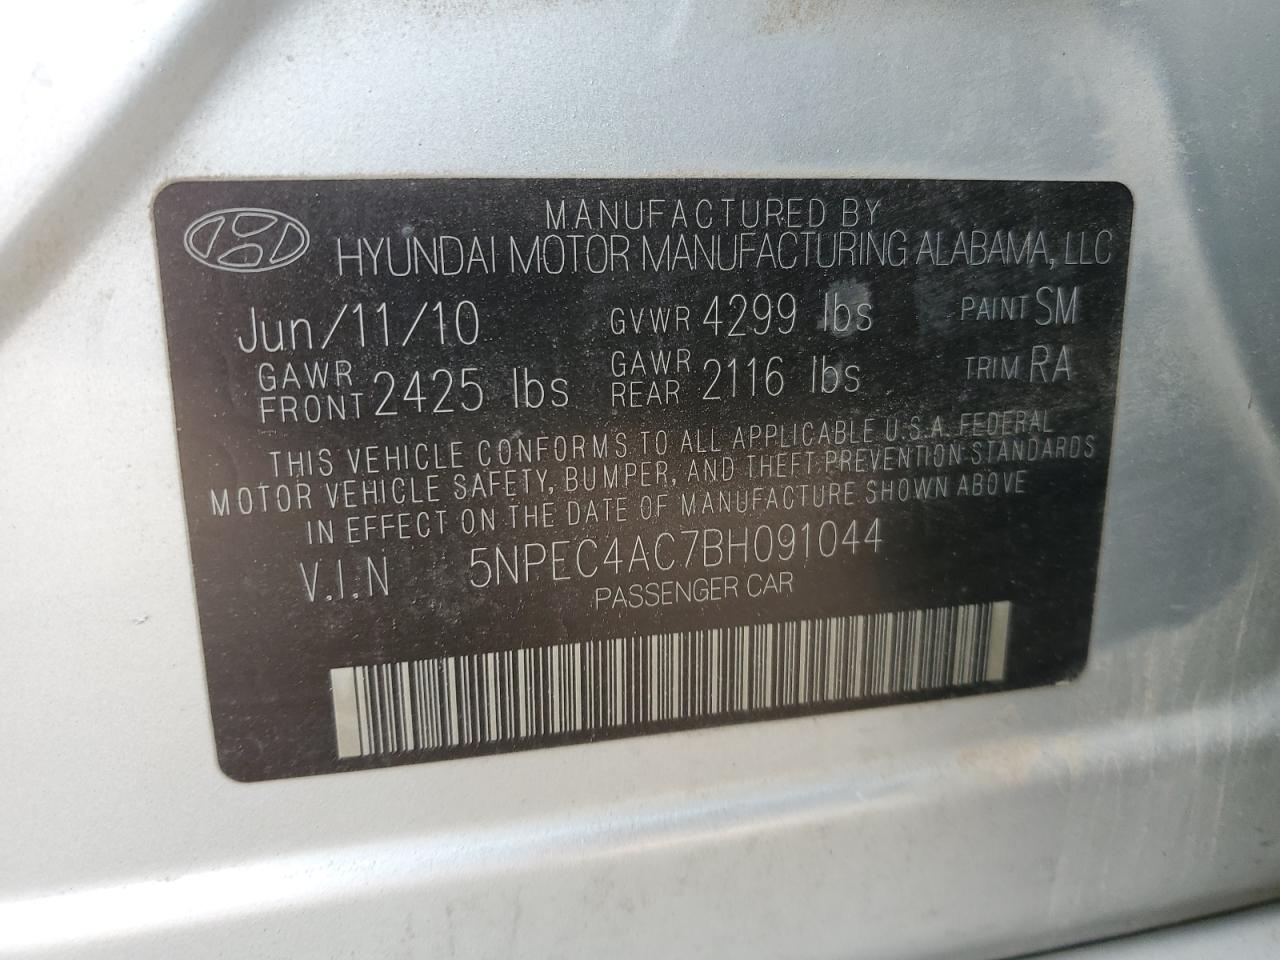 MANUFACTURED BY
HYUNDAI MOTOR MANUFACTURING ALABAMA, LLC
Jun/11/10 GVWR 4299 lbs PAINT SM
GAWR FRONT 2425 lbs GAWR REAR 2116 lbs TRIM RA
THIS VEHICLE CONFORMS TO ALL APPLICABLE U.S.A. FEDERAL
MOTOR VEHICLE SAFETY, BUMPER, AND THEFT PREVENTION STANDARDS
IN EFFECT ON THE DATE OF MANUFACTURE SHOWN ABOVE
V.I.N 5NPEC4AC7BH091044
PASSENGER CAR